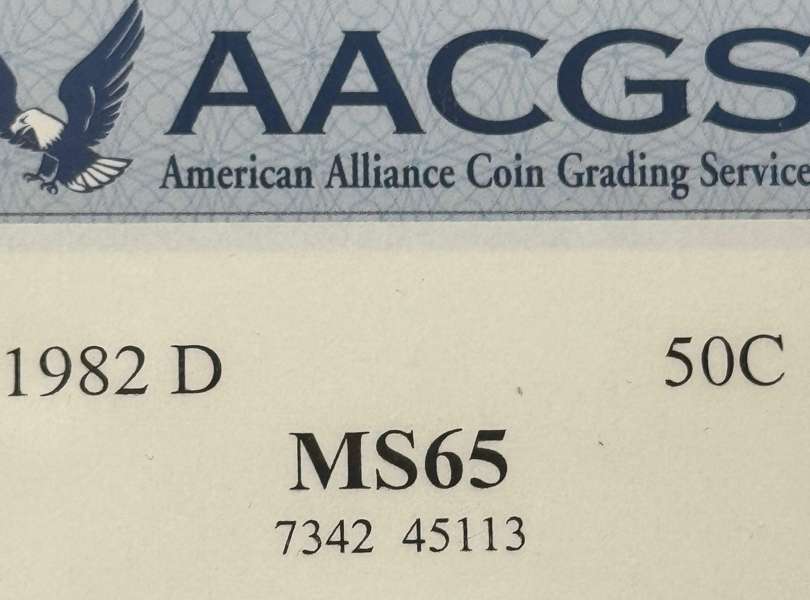 AACGS
American Alliance Coin Grading Service
1982 D 50C
MS65
7342 45113